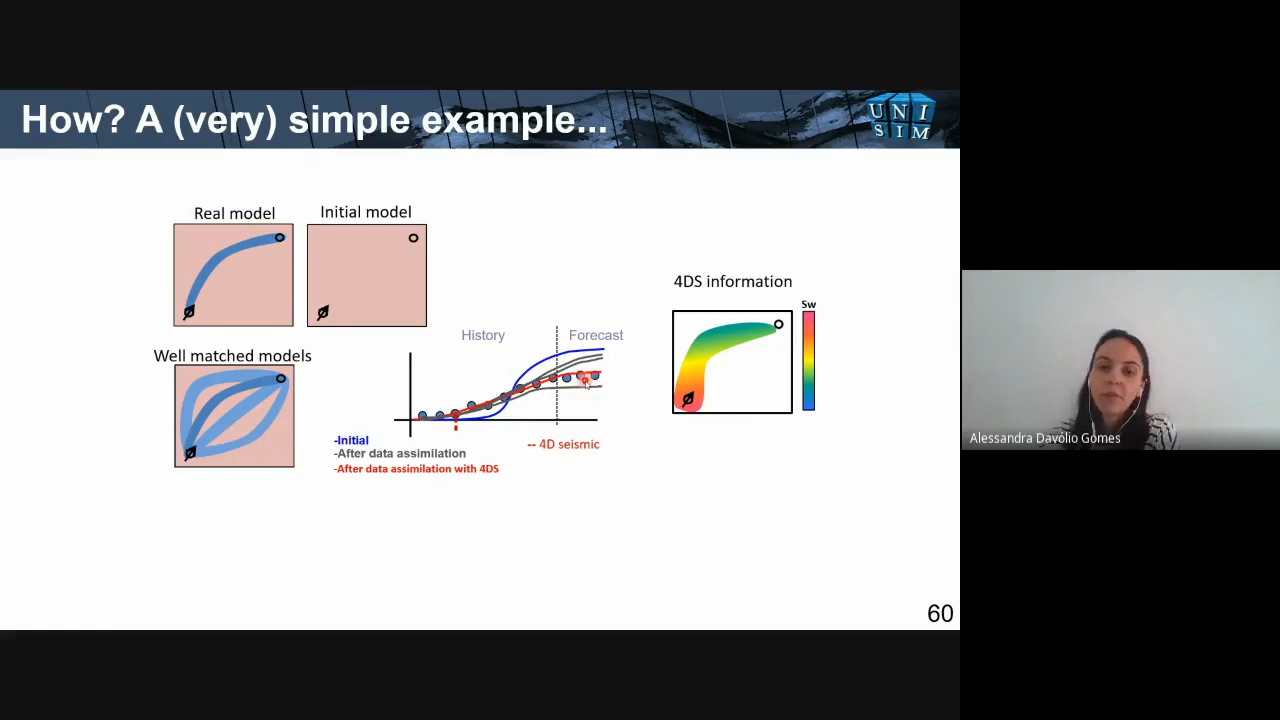 How? A (very) simple example...
UNI
SIM
Real model
Initial model
4DS information
Sw
History
Forecast
Well matched models
-Initial
-After data assimilation
-- 4D seismic
-After data assimilation with 4DS
Alessandra Davólio Gomes
60